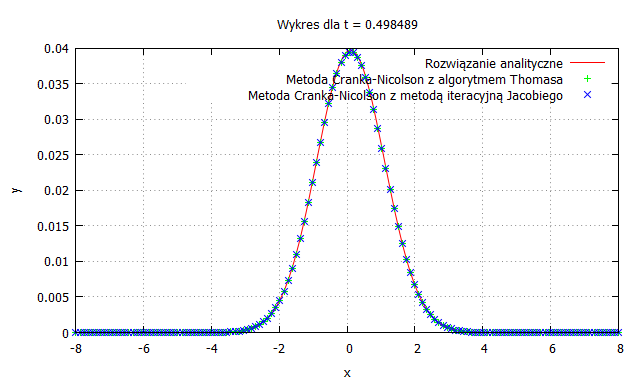 Wykres dla t = 0.498489
Rozwiązanie analityczne
Metoda Cranka-Nicolson z algorytmem Thomasa
Metoda Cranka-Nicolson z metodą iteracyjną Jacobiego
0.04
0.035
0.03
0.025
0.02
0.015
0.01
0.005
0
y
-8 -6 -4 -2 0 2 4 6 8
x